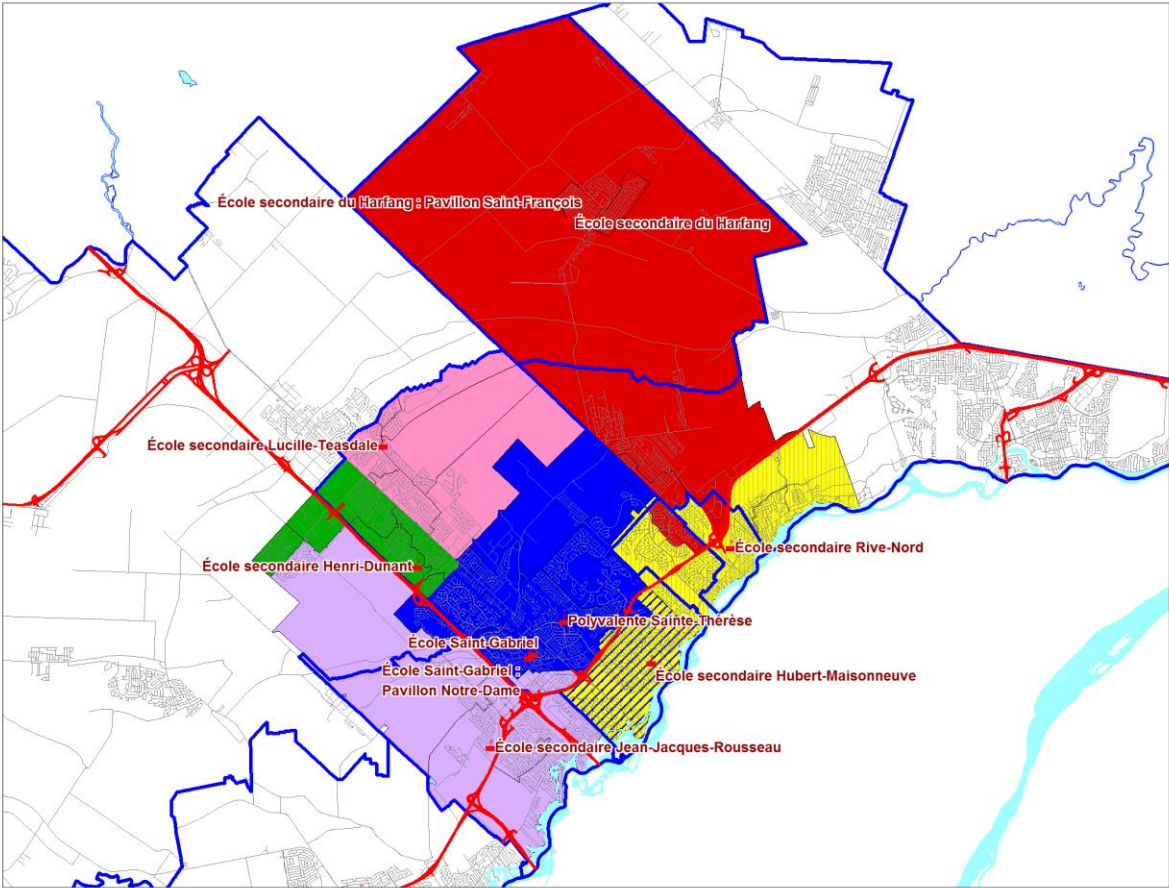 École secondaire du Harfang : Pavillon Saint-François
École secondaire du Harfang
École secondaire Lucille-Teasdale
École secondaire Rive-Nord
École secondaire Henri-Dunant
Polyvalente Sainte-Thérèse
École Saint-Gabriel
École Saint-Gabriel :
Pavillon Notre-Dame
École secondaire Hubert-Maisonneuve
École secondaire Jean-Jacques-Rousseau